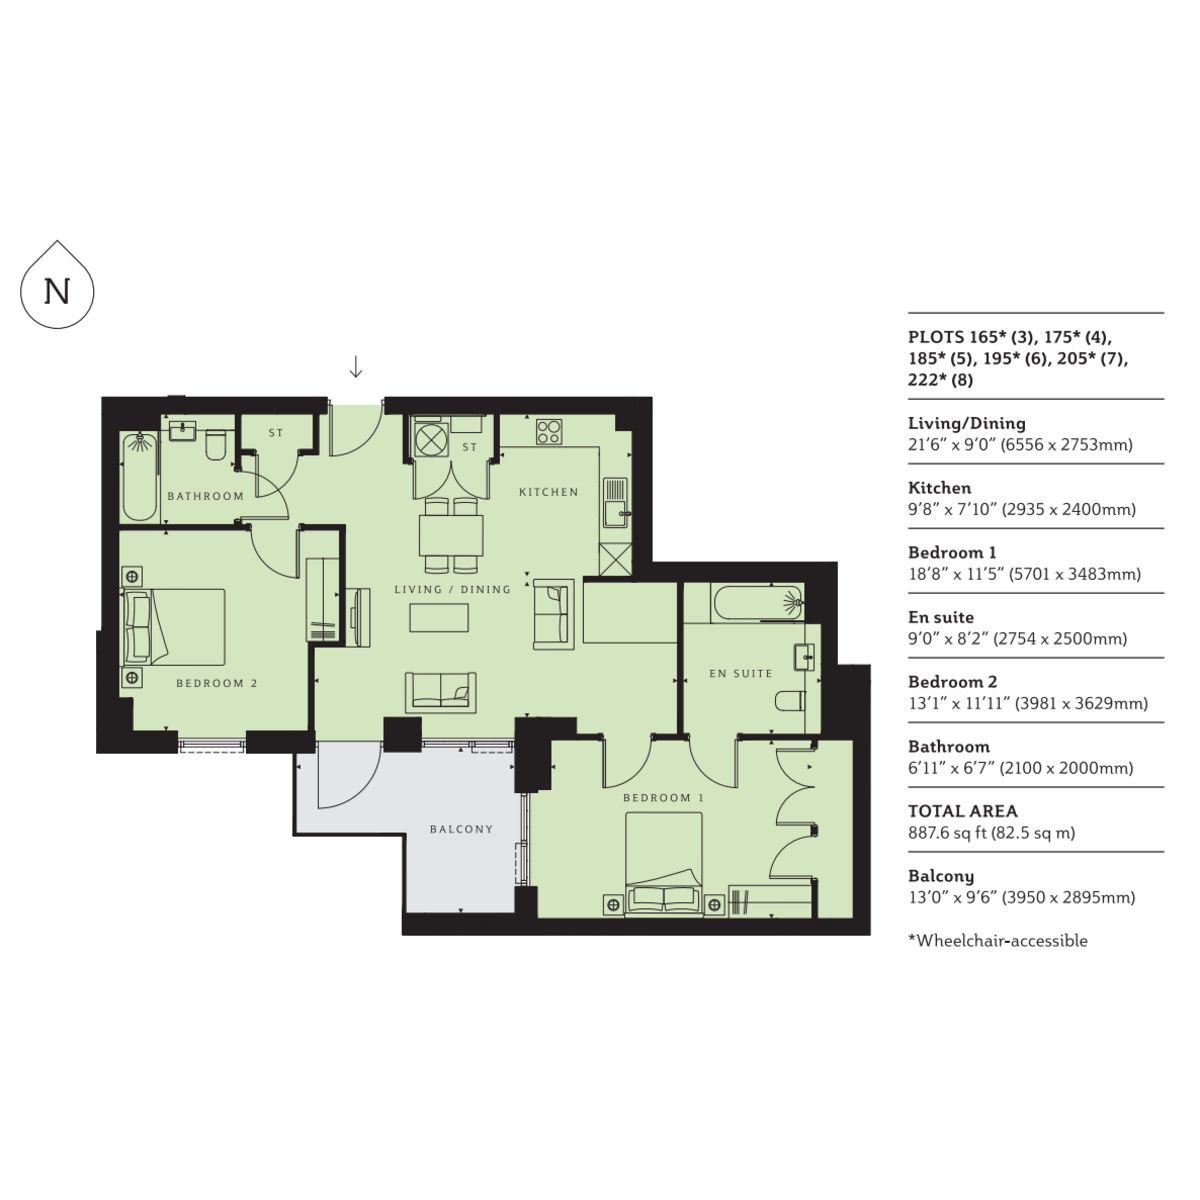 N
ST
ST
BATHROOM
KITCHEN
LIVING / DINING
BEDROOM 2
EN SUITE
BEDROOM 1
BALCONY
PLOTS 165* (3), 175* (4),
185* (5), 195* (6), 205* (7),
222* (8)
Living/Dining
21’6” x 9’0” (6556 x 2753mm)
Kitchen
9’8” x 7’10” (2935 x 2400mm)
Bedroom 1
18’8” x 11’5” (5701 x 3483mm)
En suite
9’0” x 8’2” (2754 x 2500mm)
Bedroom 2
13’1” x 11’11” (3981 x 3629mm)
Bathroom
6’11” x 6’7” (2100 x 2000mm)
TOTAL AREA
887.6 sq ft (82.5 sq m)
Balcony
13’0” x 9’6” (3950 x 2895mm)
*Wheelchair-accessible